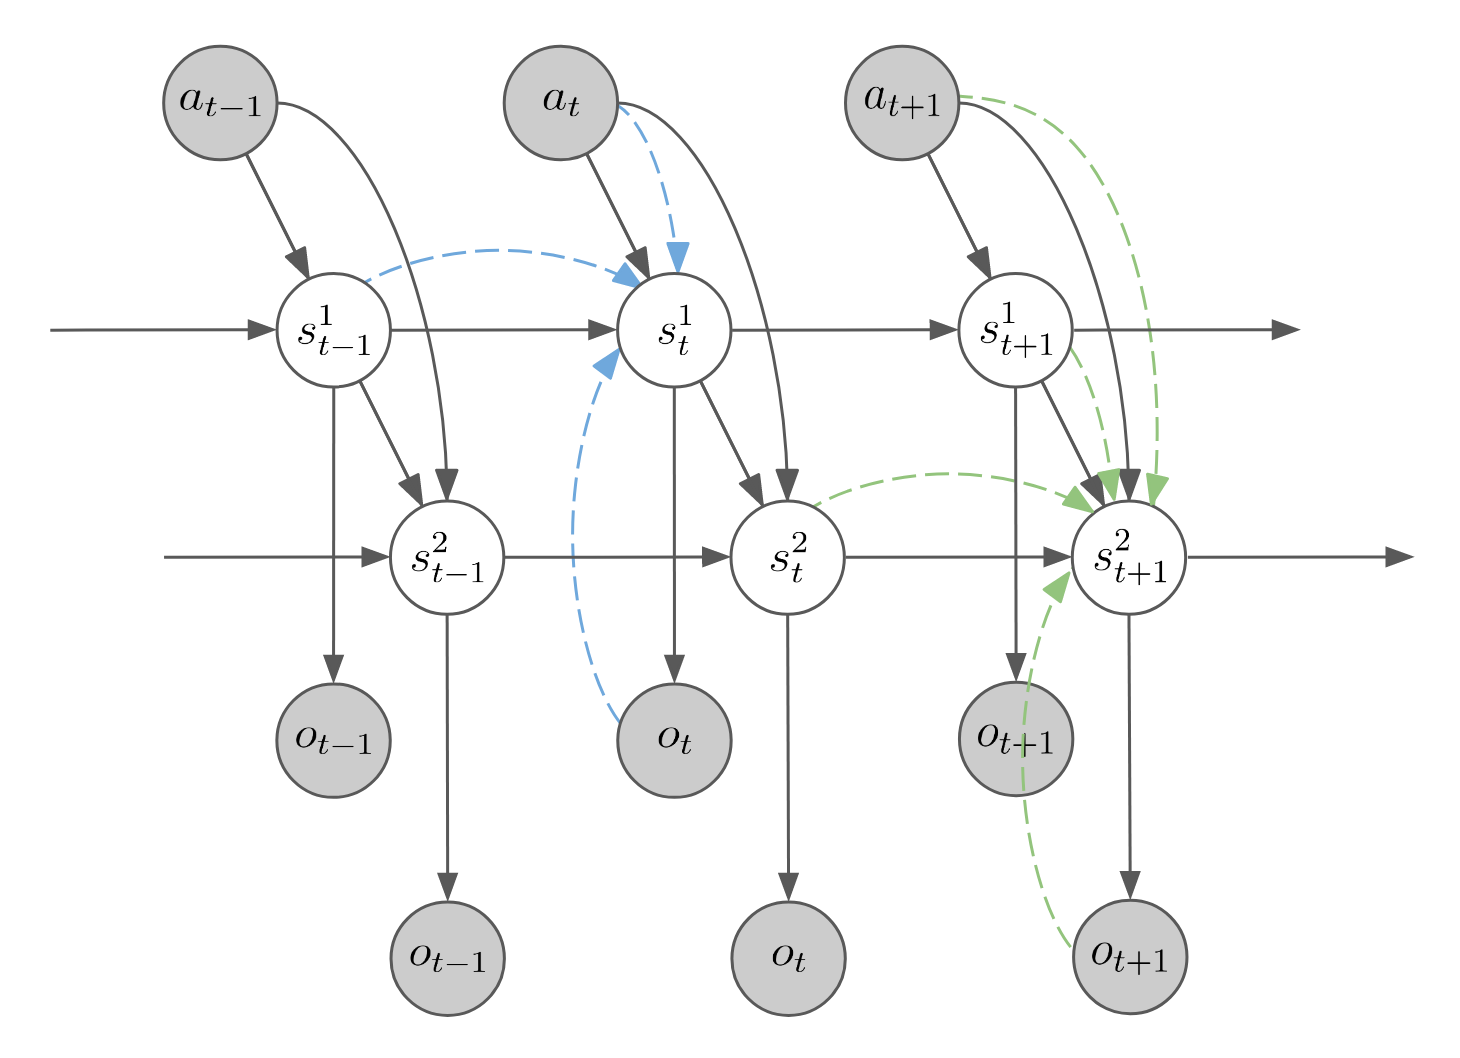 a_{t-1} a_t a_{t+1}
s^1_{t-1} s^1_t s^1_{t+1}
s^2_{t-1} s^2_t s^2_{t+1}
o_{t-1} o_t o_{t+1}
o_{t-1} o_t o_{t+1}